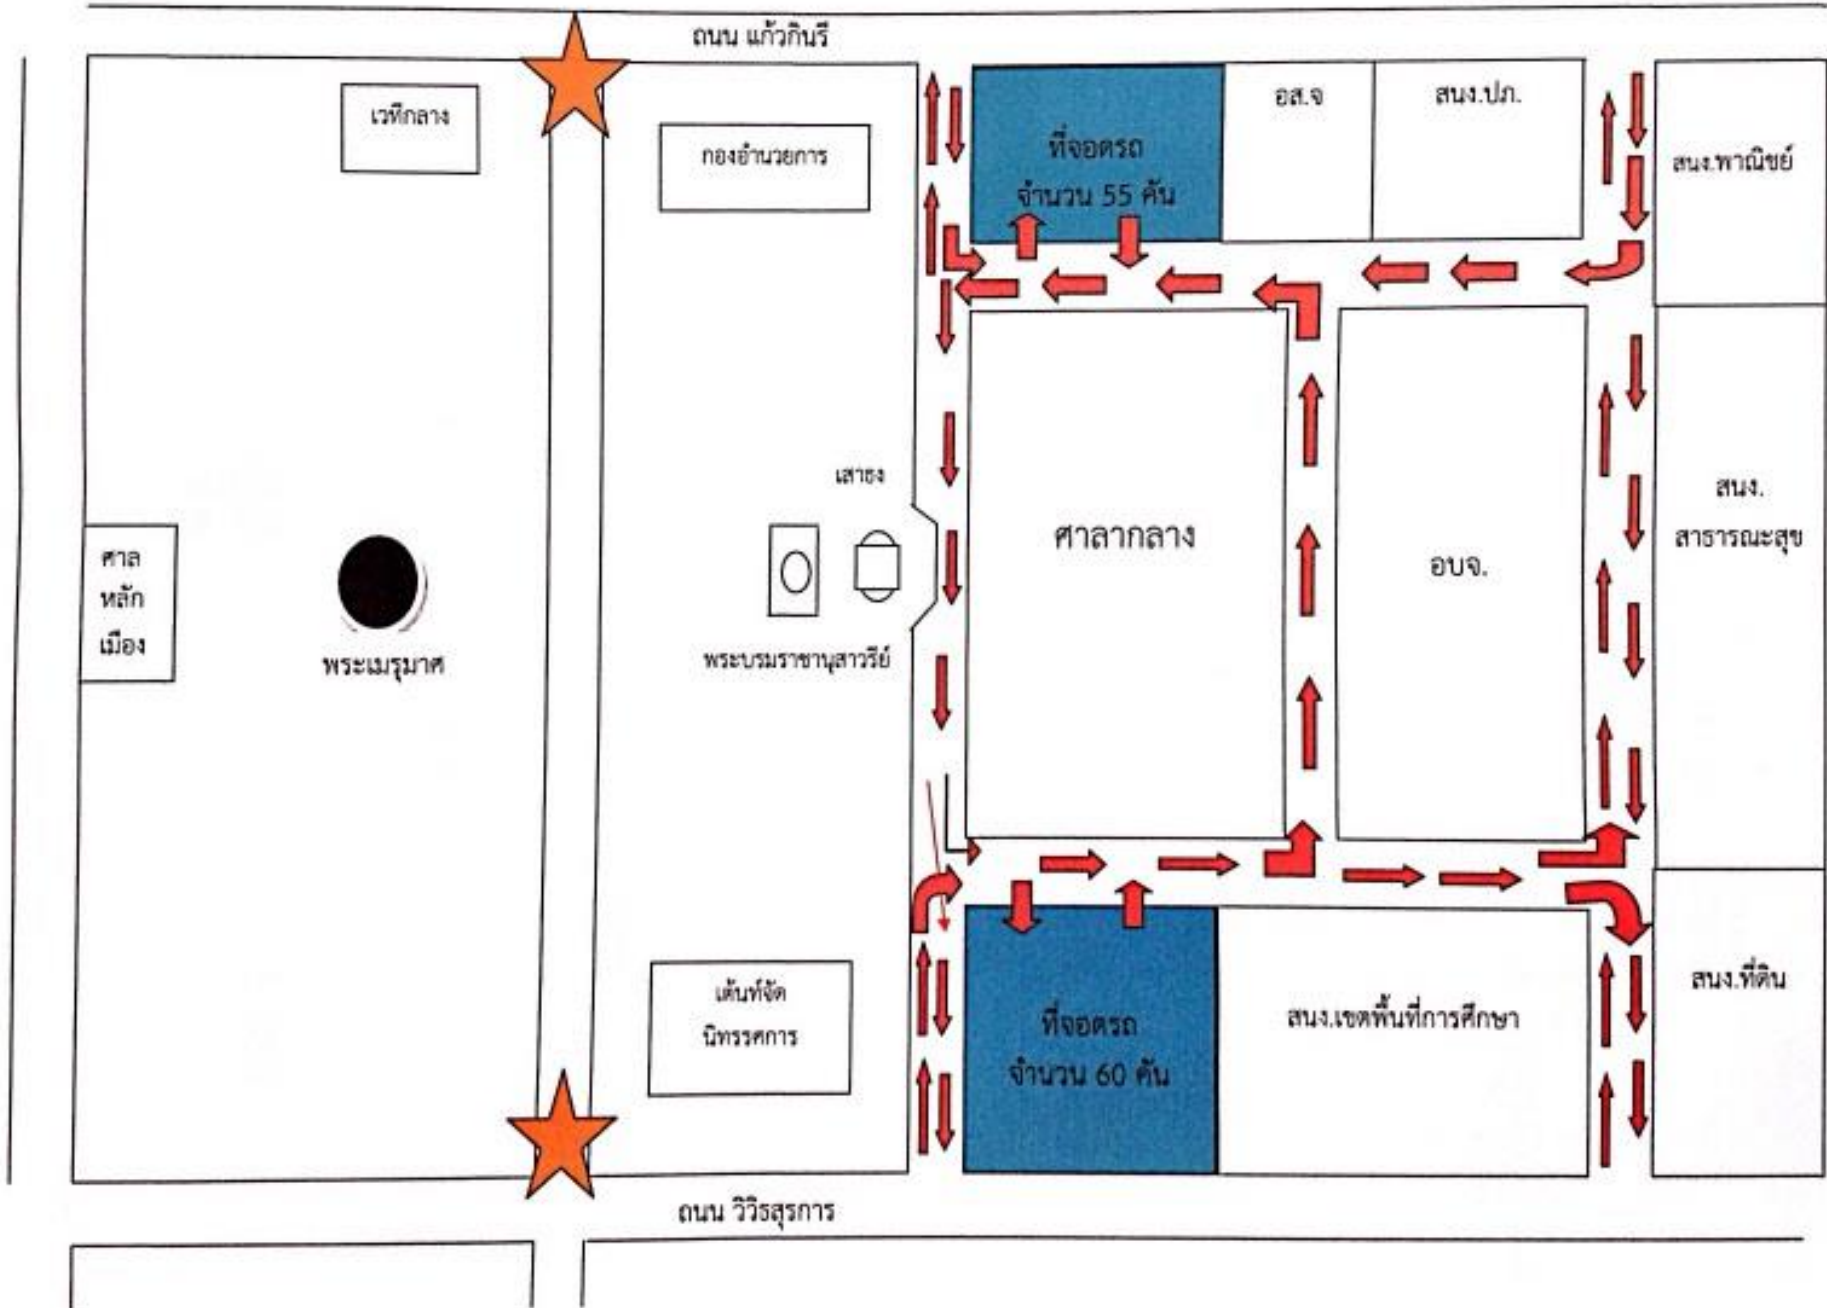 ถนน แก้วกินรี
เวทีกลาง
กองอำนวยการ
ที่จอดรถ
จำนวน 55 คัน
อส.จ
สนง.ปภ.
สนง.พาณิชย์
เสาธง
ศาล
หลัก
เมือง
พระเมรุมาศ
พระบรมราชานุสาวรีย์
ศาลากลาง
อบจ.
สนง.
สาธารณะสุข
เต้นท์จัด
นิทรรศการ
ที่จอดรถ
จำนวน 60 คัน
สนง.เขตพื้นที่การศึกษา
สนง.ที่ดิน
ถนน วิวิธสุรการ